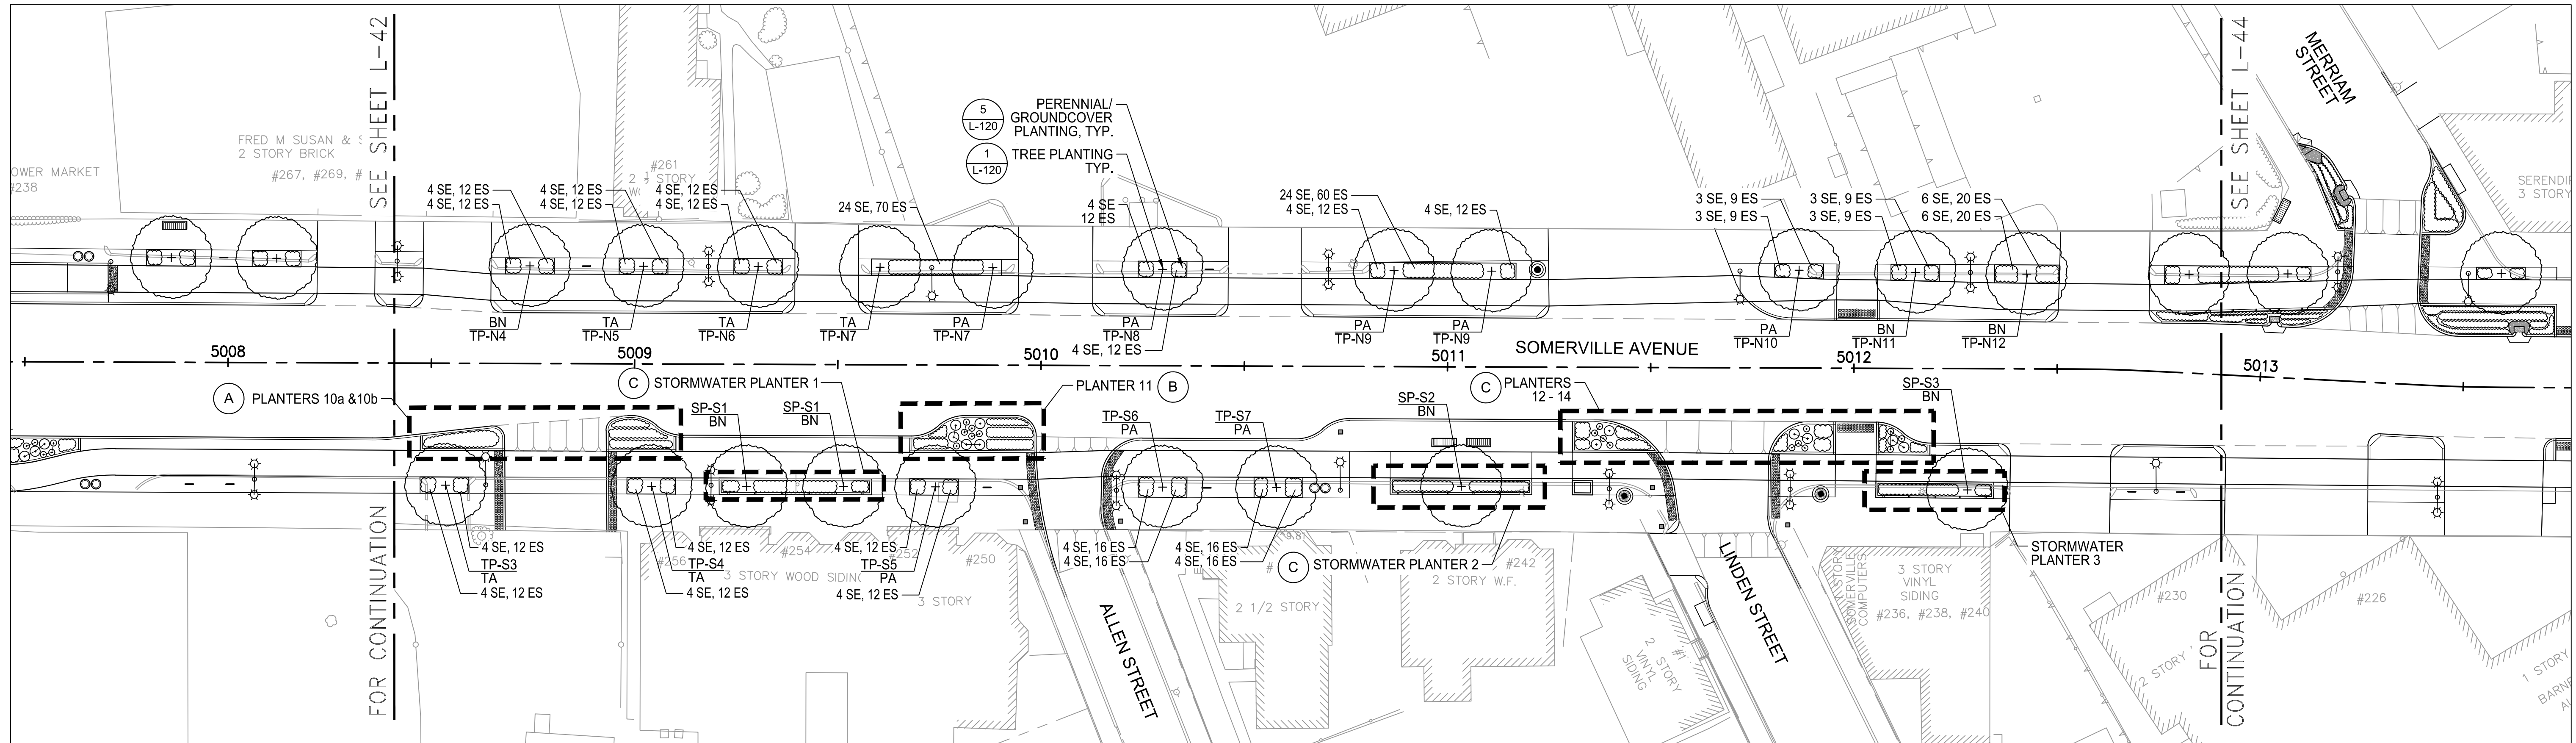 SEE SHEET L-42
SEE SHEET L-44
MERRIAM
STREET
5
L-120
PERENNIAL/
GROUNDCOVER
PLANTING, TYP.
1
L-120
TREE PLANTING
TYP.
FRED M SUSAN &
2 STORY BRICK
#267, #269, #
OWER MARKET
#238
#261
SERENDI
3 STORY
4 SE, 12 ES
4 SE, 12 ES
4 SE, 12 ES
4 SE, 12 ES
4 SE, 12 ES
4 SE, 12 ES
24 SE, 70 ES
4 SE
12 ES
24 SE, 60 ES
4 SE, 12 ES
4 SE, 12 ES
3 SE, 9 ES
3 SE, 9 ES
3 SE, 9 ES
3 SE, 9 ES
6 SE, 20 ES
6 SE, 20 ES
BN
TP-N4
TA
TP-N5
TA
TP-N6
TA
TP-N7
PA
TP-N7
PA
TP-N8
4 SE, 12 ES
PA
TP-N9
PA
TP-N9
PA
TP-N10
BN
TP-N11
BN
TP-N12
5008
5009
5010
5011
SOMERVILLE AVENUE
5012
5013
A
PLANTERS 10a &10b
C
STORMWATER PLANTER 1
PLANTER 11
B
C
PLANTERS
12 - 14
SP-S1
BN
SP-S1
BN
TP-S6
PA
TP-S7
PA
SP-S2
BN
SP-S3
BN
4 SE, 12 ES
TP-S3
TA
4 SE, 12 ES
4 SE, 12 ES
TP-S4
TA
4 SE, 12 ES
4 SE, 12 ES
TP-S5
PA
4 SE, 12 ES
4 SE, 16 ES
4 SE, 16 ES
4 SE, 16 ES
4 SE, 16 ES
C
STORMWATER PLANTER 2
STORMWATER
PLANTER 3
#256
#254
#252
#250
3 STORY WOOD SIDING
3 STORY
2 1/2 STORY
#242
2 STORY W.F.
ALLEN STREET
LINDEN STREET
#1
2 STORY
VINYL
SIDING
SOMERVILLE
COMPUTERS
3 STORY
VINYL
SIDING
#236, #238, #240
#230
#226
2 STORY
1 STORY
FOR CONTINUATION
FOR
CONTINUATION